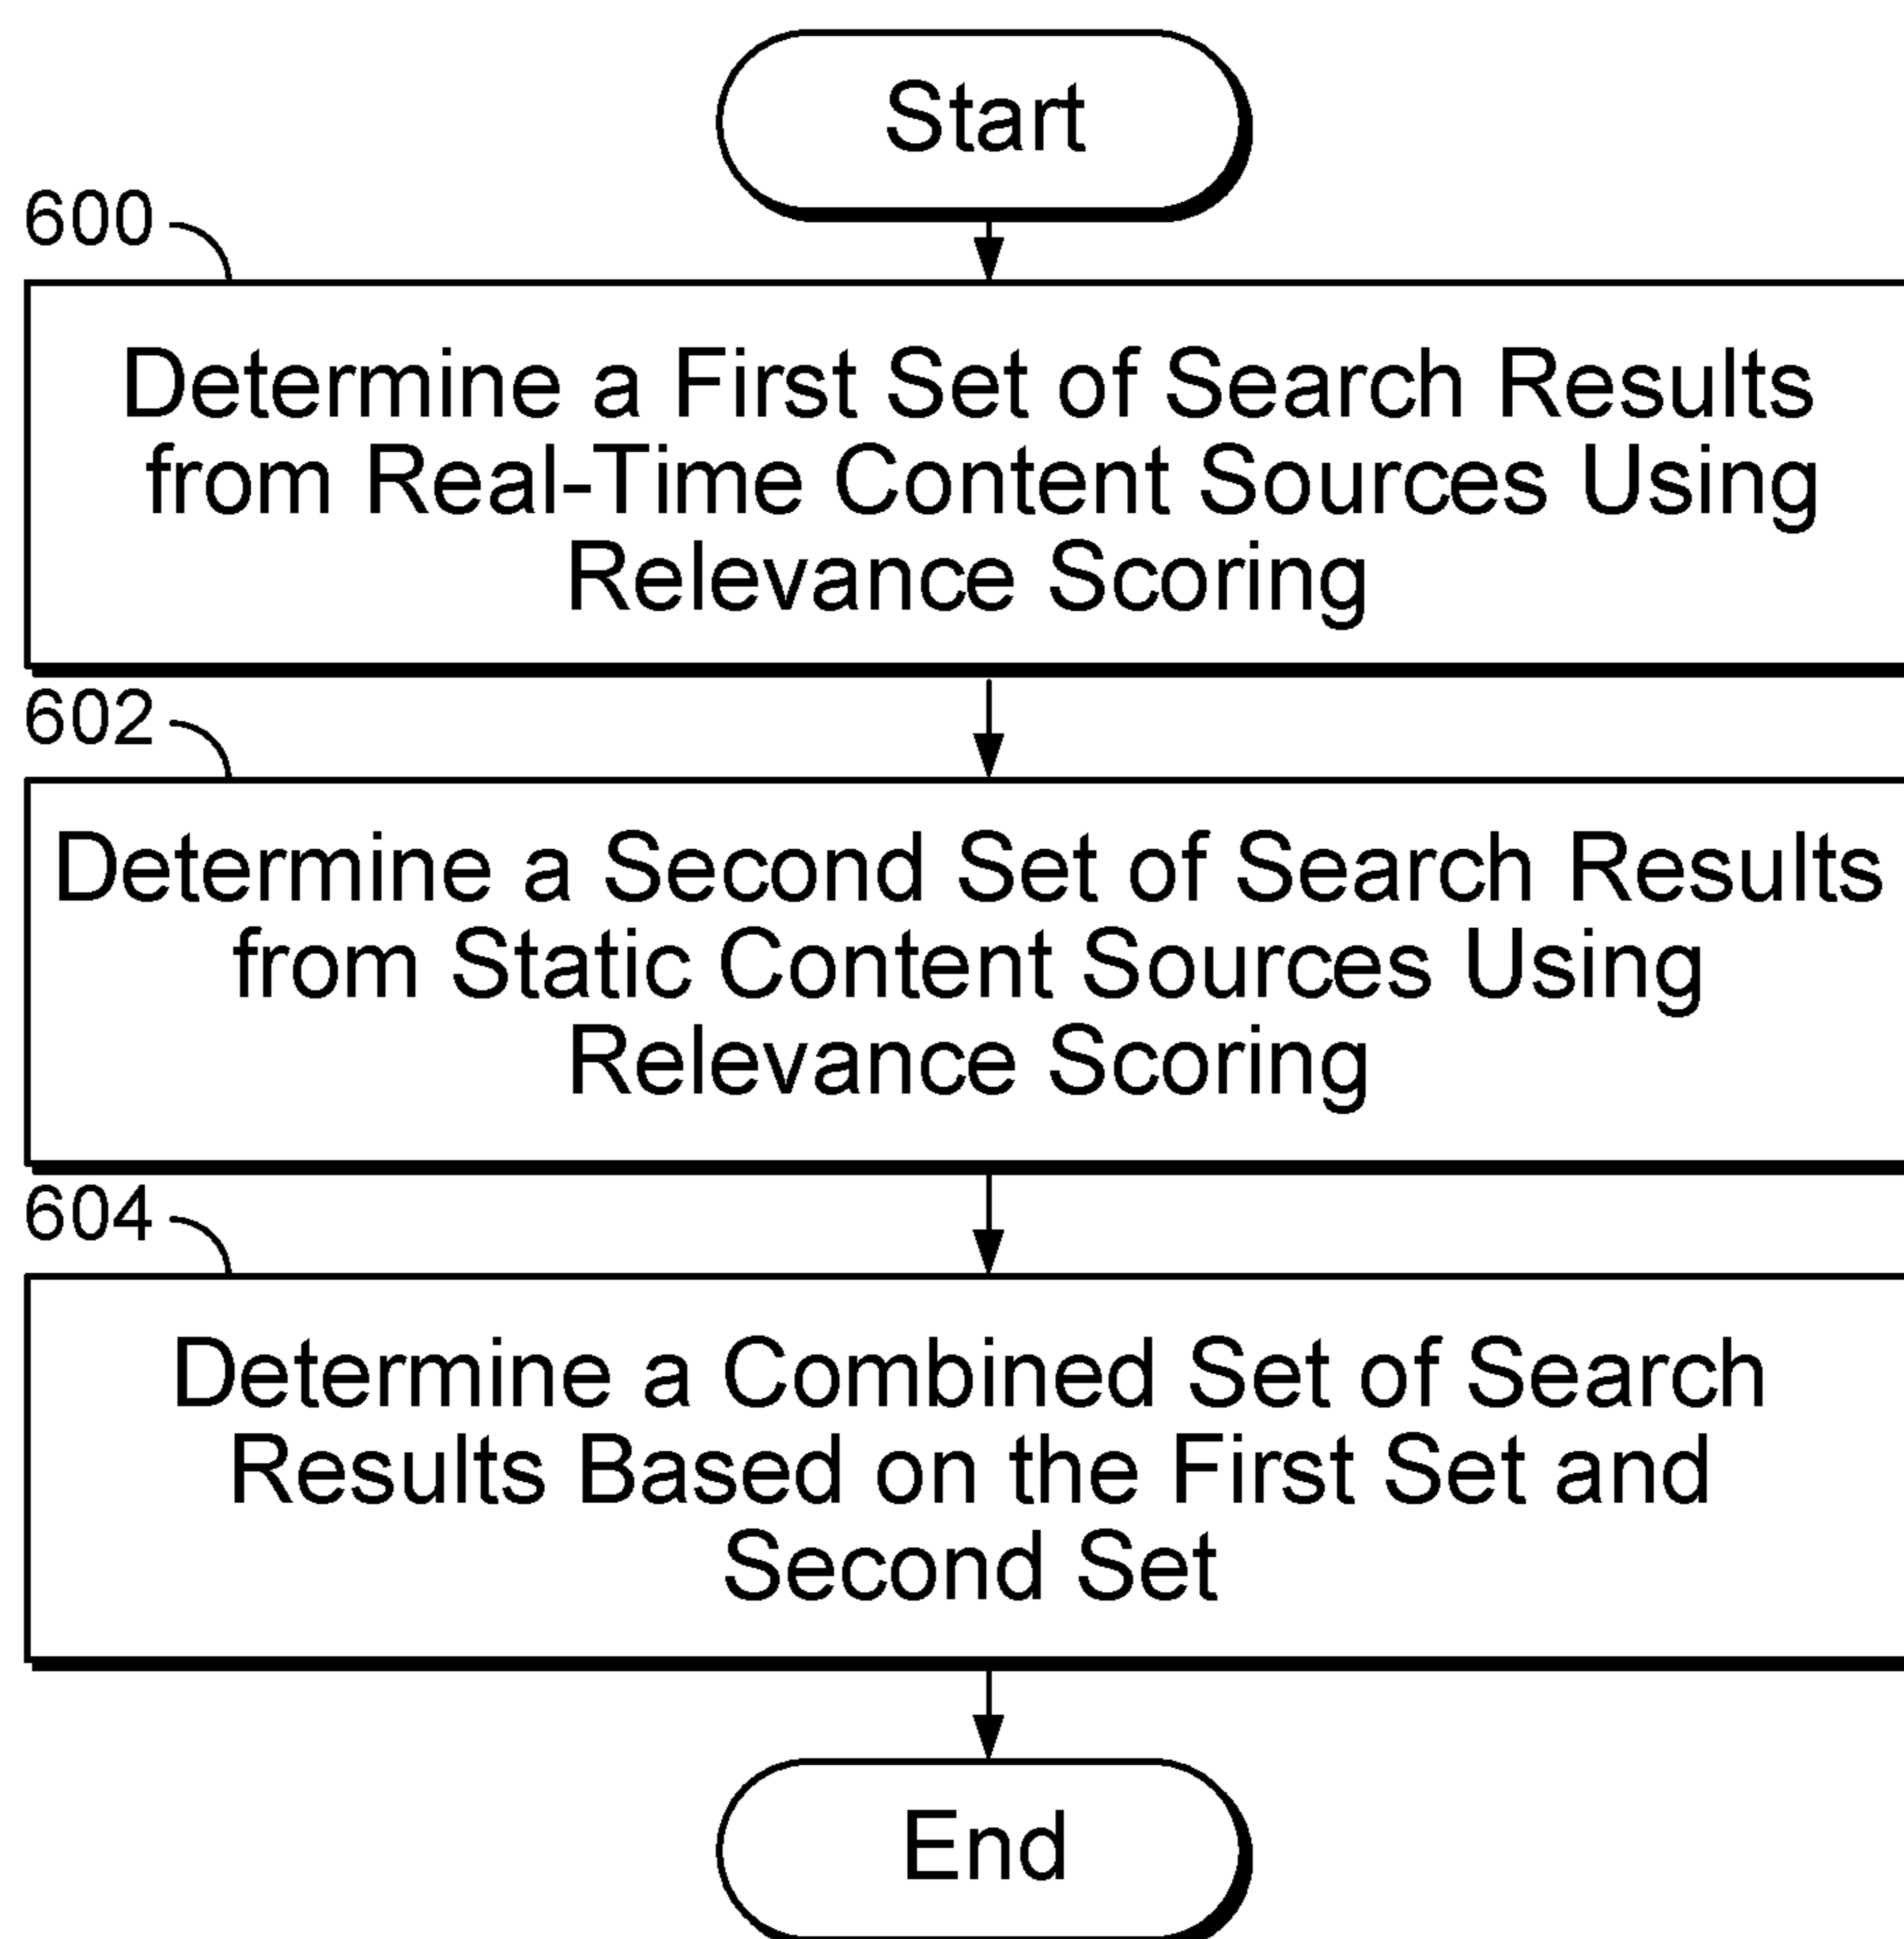 Start
600
Determine a First Set of Search Results
from Real-Time Content Sources Using
Relevance Scoring
602
Determine a Second Set of Search Results
from Static Content Sources Using
Relevance Scoring
604
Determine a Combined Set of Search
Results Based on the First Set and
Second Set
End